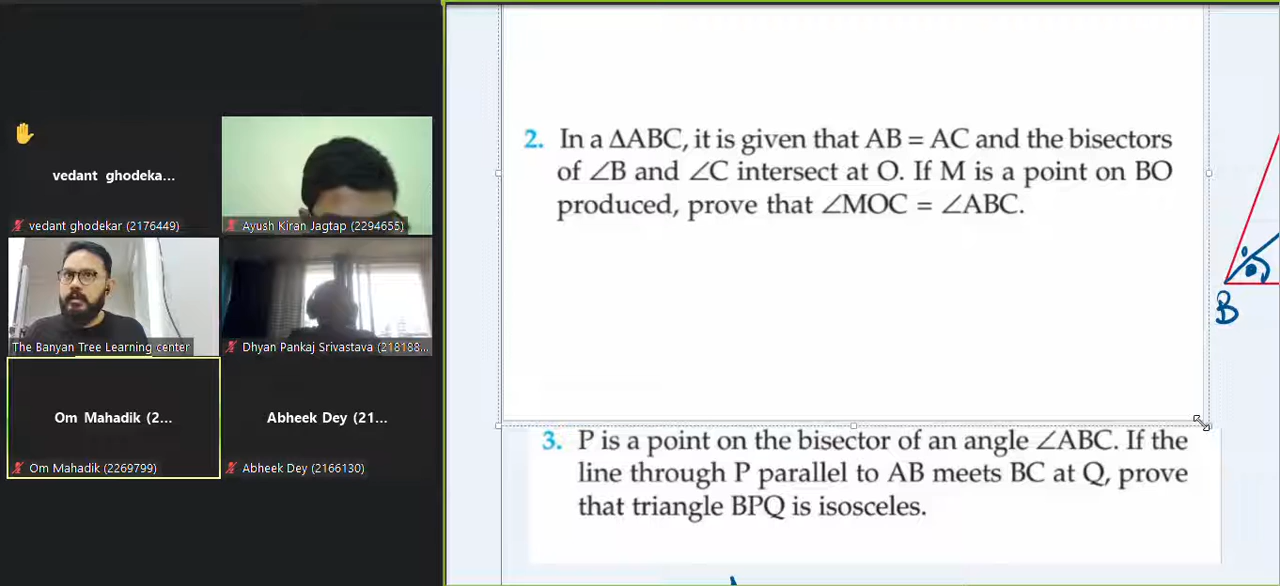 vedant ghodeka...
vedant ghodekar (2176449)
Ayush Kiran Jagtap (2294655)
The Banyan Tree Learning center
Dhyan Pankaj Srivastava (218188...
Om Mahadik (2...
Om Mahadik (2269799)
Abheek Dey (21...
Abheek Dey (2166130)
2. In a ΔABC, it is given that AB = AC and the bisectors
of ∠B and ∠C intersect at O. If M is a point on BO
produced, prove that ∠MOC = ∠ABC.
B
3. P is a point on the bisector of an angle ∠ABC. If the
line through P parallel to AB meets BC at Q, prove
that triangle BPQ is isosceles.